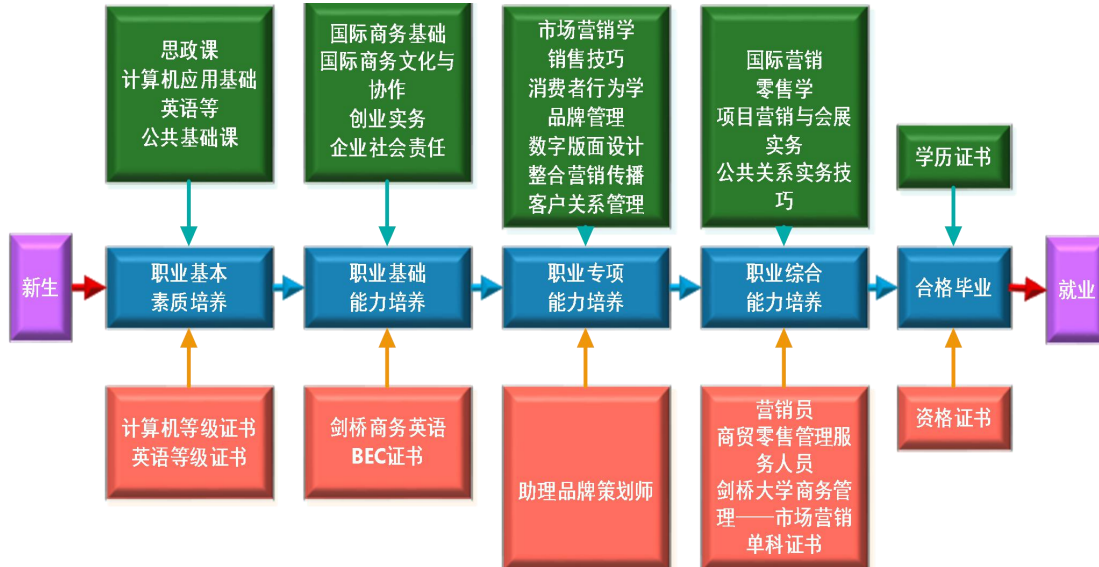 思政课
计算机应用基础
英语等
公共基础课
国际商务基础
国际商务文化与
协作
创业实务
企业社会责任
市场营销学
销售技巧
消费者行为学
品牌管理
数字版面设计
整合营销传播
客户关系管理
国际营销
零售学
项目营销与会展
实务
公共关系实务技
巧
学历证书
新生
职业基本
素质培养
职业基础
能力培养
职业专项
能力培养
职业综合
能力培养
合格毕业
就业
计算机等级证书
英语等级证书
剑桥商务英语
BEC证书
助理品牌策划师
营销员
商贸零售管理服
务人员
剑桥大学商务管
理——市场营销
单科证书
资格证书